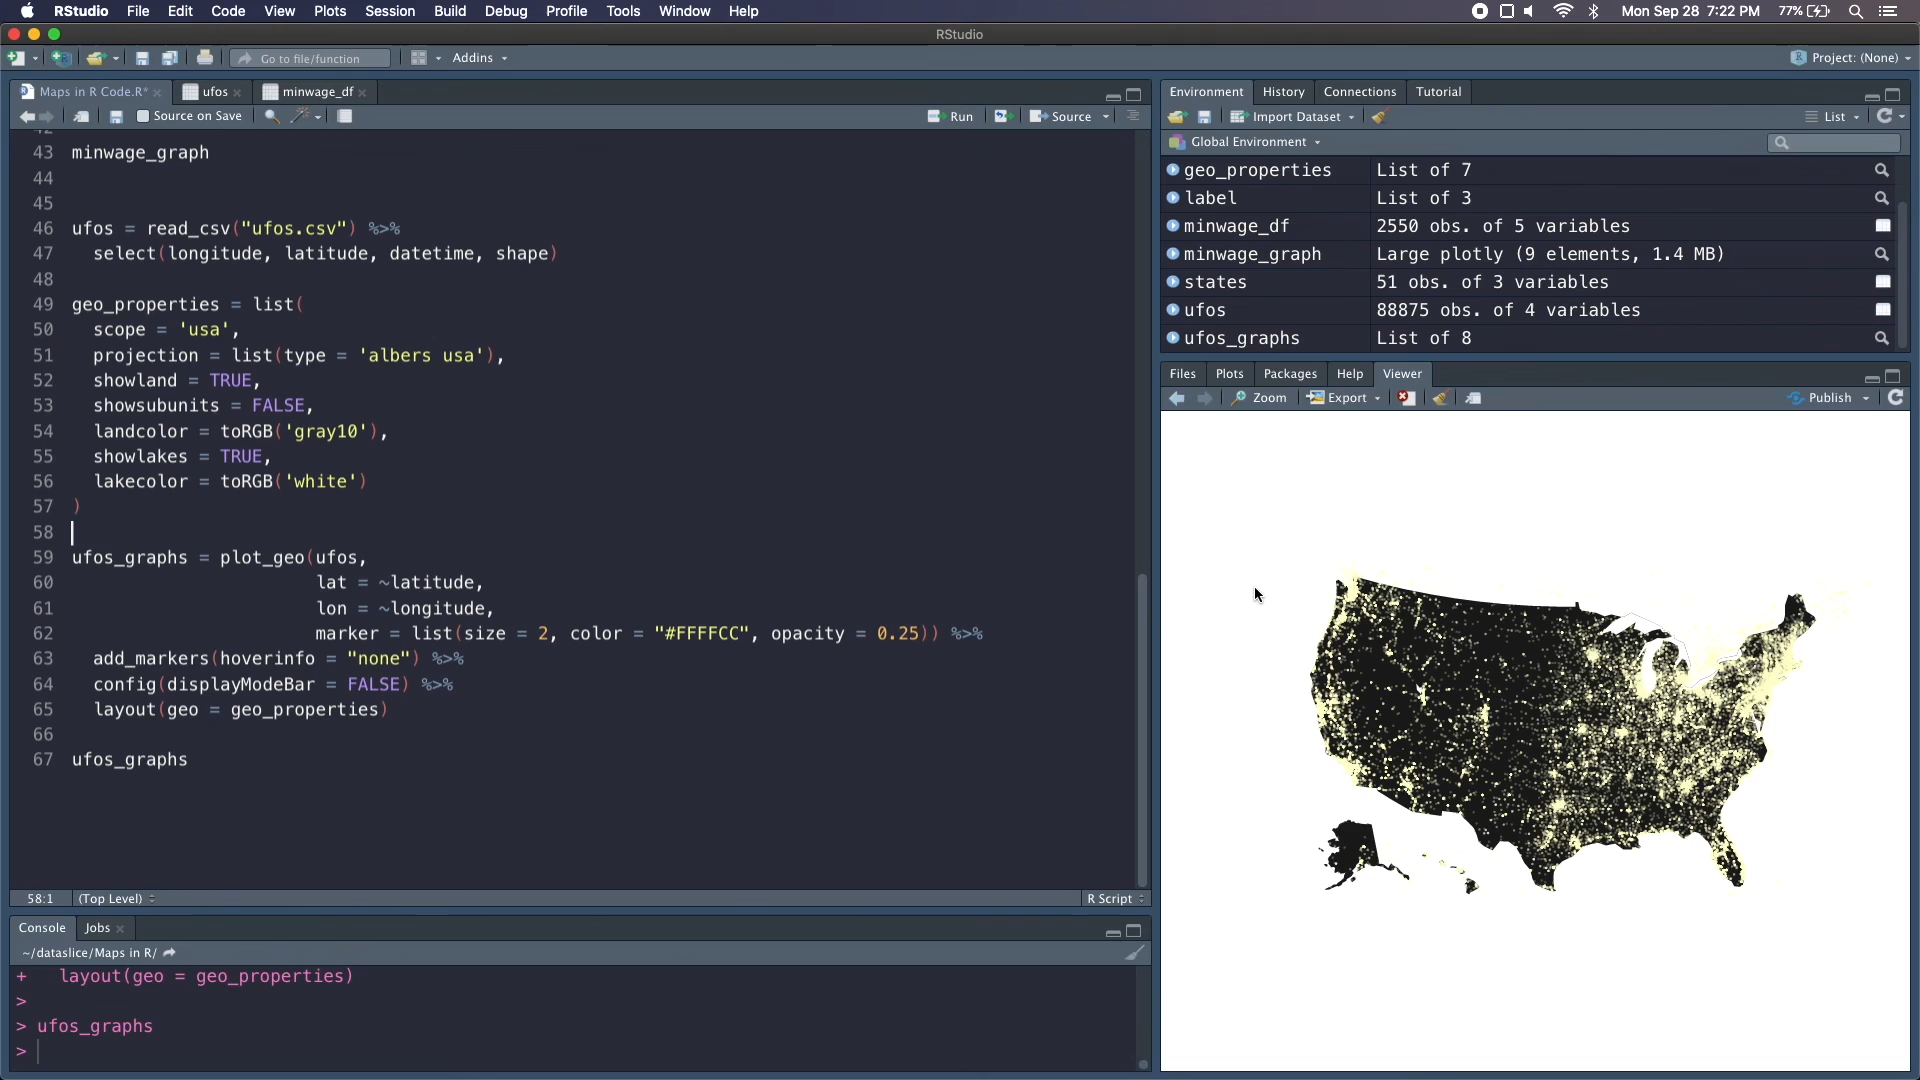 RStudio File Edit Code View Plots Session Build Debug Profile Tools Window Help Mon Sep 28 7:22 PM 77%
RStudio
Go to file/function Addins Project: (None)
Maps in R Code.R* ufos minwage_df
Source on Save Run Source
43 minwage_graph
44
45
46 ufos = read_csv("ufos.csv") %>%
47 select(longitude, latitude, datetime, shape)
48
49 geo_properties = list(
50 scope = 'usa',
51 projection = list(type = 'albers usa'),
52 showland = TRUE,
53 showsubunits = FALSE,
54 landcolor = toRGB('gray10'),
55 showlakes = TRUE,
56 lakecolor = toRGB('white')
57 )
58
59 ufos_graphs = plot_geo(ufos,
60 lat = ~latitude,
61 lon = ~longitude,
62 marker = list(size = 2, color = "#FFFFCC", opacity = 0.25)) %>%
63 add_markers(hoverinfo = "none") %>%
64 config(displayModeBar = FALSE) %>%
65 layout(geo = geo_properties)
66
67 ufos_graphs
58:1 (Top Level) R Script
Console Jobs
~/dataslice/Maps in R/
+ layout(geo = geo_properties)
>
> ufos_graphs
>
Environment History Connections Tutorial
Import Dataset List
Global Environment
geo_properties List of 7
label List of 3
minwage_df 2550 obs. of 5 variables
minwage_graph Large plotly (9 elements, 1.4 MB)
states 51 obs. of 3 variables
ufos 88875 obs. of 4 variables
ufos_graphs List of 8
Files Plots Packages Help Viewer
Zoom Export Publish